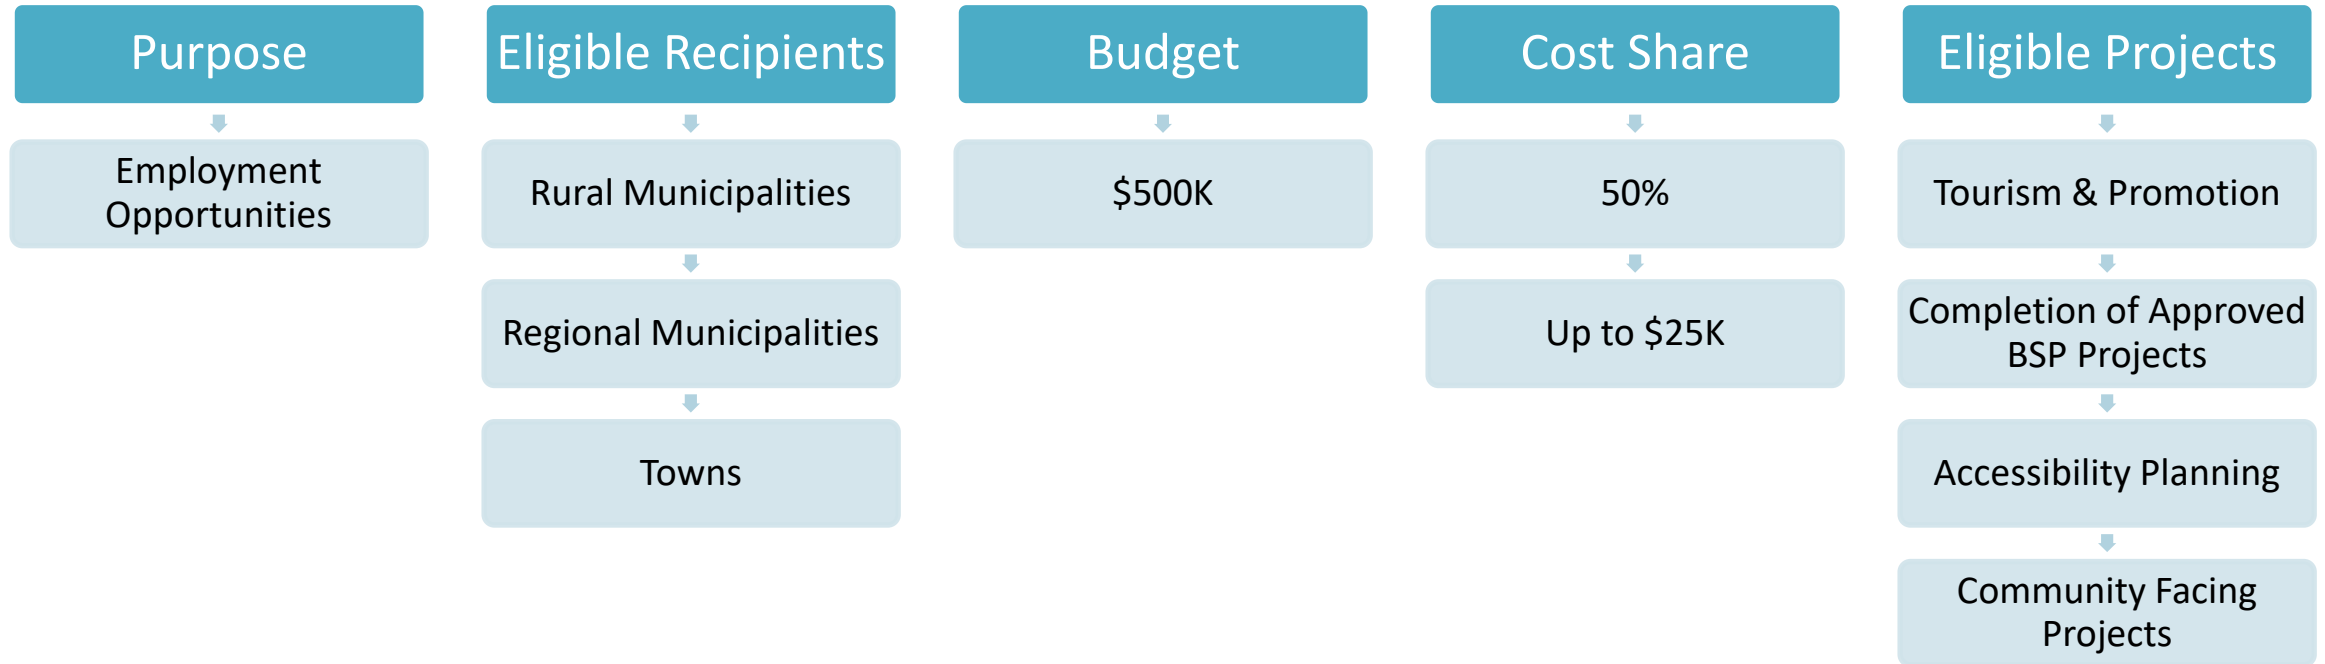 Purpose
Employment
Opportunities
Eligible Recipients
Rural Municipalities
Regional Municipalities
Towns
Budget
$500K
Cost Share
50%
Up to $25K
Eligible Projects
Tourism & Promotion
Completion of Approved
BSP Projects
Accessibility Planning
Community Facing
Projects